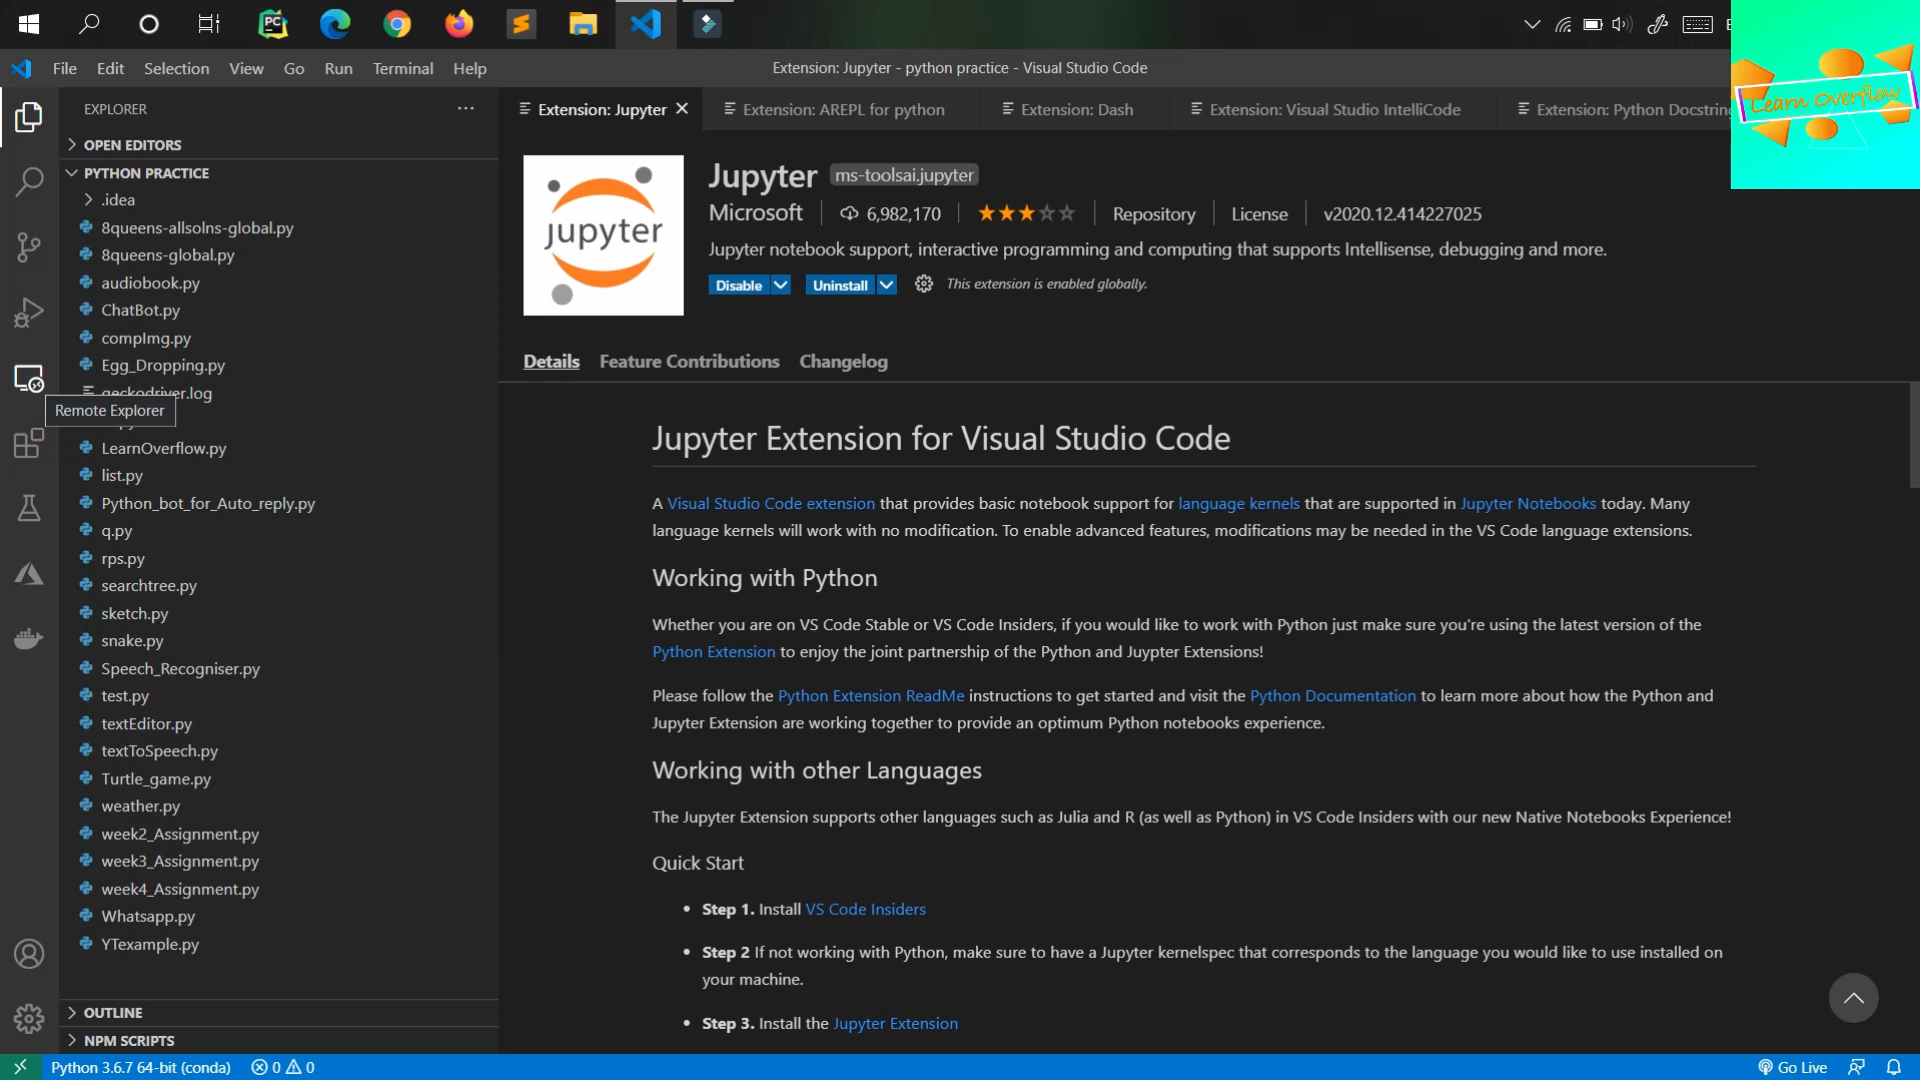 File Edit Selection View Go Run Terminal Help
Extension: Jupyter - python practice - Visual Studio Code
Learn Overflow
EXPLORER
OPEN EDITORS
PYTHON PRACTICE
.idea
8queens-allsolns-global.py
8queens-global.py
audiobook.py
ChatBot.py
compImg.py
Egg_Dropping.py
geckodriver.log
Remote Explorer
LearnOverflow.py
list.py
Python_bot_for_Auto_reply.py
q.py
rps.py
searchtree.py
sketch.py
snake.py
Speech_Recogniser.py
test.py
textEditor.py
textToSpeech.py
Turtle_game.py
weather.py
week2_Assignment.py
week3_Assignment.py
week4_Assignment.py
Whatsapp.py
YTexample.py
OUTLINE
NPM SCRIPTS
Extension: Jupyter
Extension: AREPL for python
Extension: Dash
Extension: Visual Studio IntelliCode
Extension: Python Docstring
jupyter
Jupyter ms-toolsai.jupyter
Microsoft 6,982,170 Repository License v2020.12.414227025
Jupyter notebook support, interactive programming and computing that supports Intellisense, debugging and more.
Disable Uninstall This extension is enabled globally.
Details Feature Contributions Changelog
Jupyter Extension for Visual Studio Code
A Visual Studio Code extension that provides basic notebook support for language kernels that are supported in Jupyter Notebooks today. Many
language kernels will work with no modification. To enable advanced features, modifications may be needed in the VS Code language extensions.
Working with Python
Whether you are on VS Code Stable or VS Code Insiders, if you would like to work with Python just make sure you're using the latest version of the
Python Extension to enjoy the joint partnership of the Python and Juypter Extensions!
Please follow the Python Extension ReadMe instructions to get started and visit the Python Documentation to learn more about how the Python and
Jupyter Extension are working together to provide an optimum Python notebooks experience.
Working with other Languages
The Jupyter Extension supports other languages such as Julia and R (as well as Python) in VS Code Insiders with our new Native Notebooks Experience!
Quick Start
Step 1. Install VS Code Insiders
Step 2 If not working with Python, make sure to have a Jupyter kernelspec that corresponds to the language you would like to use installed on
your machine.
Step 3. Install the Jupyter Extension
Python 3.6.7 64-bit (conda) 0 0
Go Live